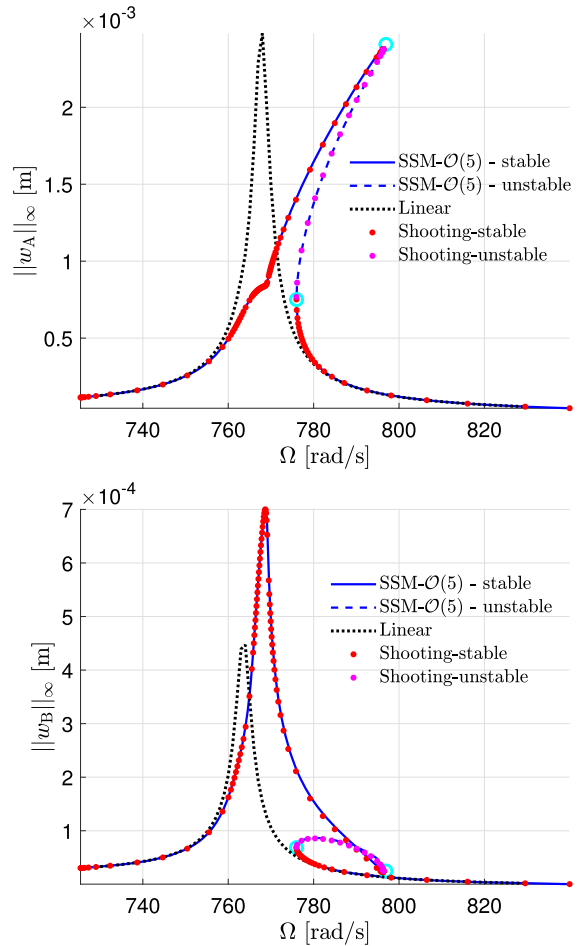 ×10⁻³
2
1.5
1
0.5
||w_A||_∞ [m]
SSM-𝒪(5) - stable
SSM-𝒪(5) - unstable
Linear
Shooting-stable
Shooting-unstable
740 760 780 800 820
Ω [rad/s]
×10⁻⁴
7
6
5
4
3
2
1
||w_B||_∞ [m]
SSM-𝒪(5) - stable
SSM-𝒪(5) - unstable
Linear
Shooting-stable
Shooting-unstable
740 760 780 800 820
Ω [rad/s]